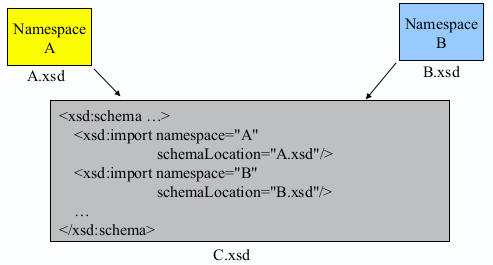 Namespace
A
A.xsd
Namespace
B
B.xsd
<xsd:schema …>
<xsd:import namespace="A"
schemaLocation="A.xsd"/>
<xsd:import namespace="B"
schemaLocation="B.xsd"/>
…
</xsd:schema>
C.xsd